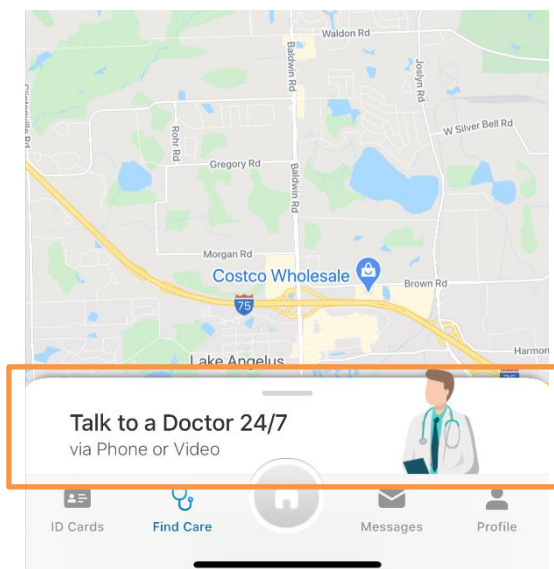 Waldon Rd
Baldwin Rd
Joslyn Rd
W Silver Bell Rd
Rohr Rd
Gregory Rd
Baldwin Rd
Morgan Rd
Costco Wholesale
Brown Rd
75
Lake Angelus
Harmon
Talk to a Doctor 24/7
via Phone or Video
ID Cards
Find Care
Messages
Profile